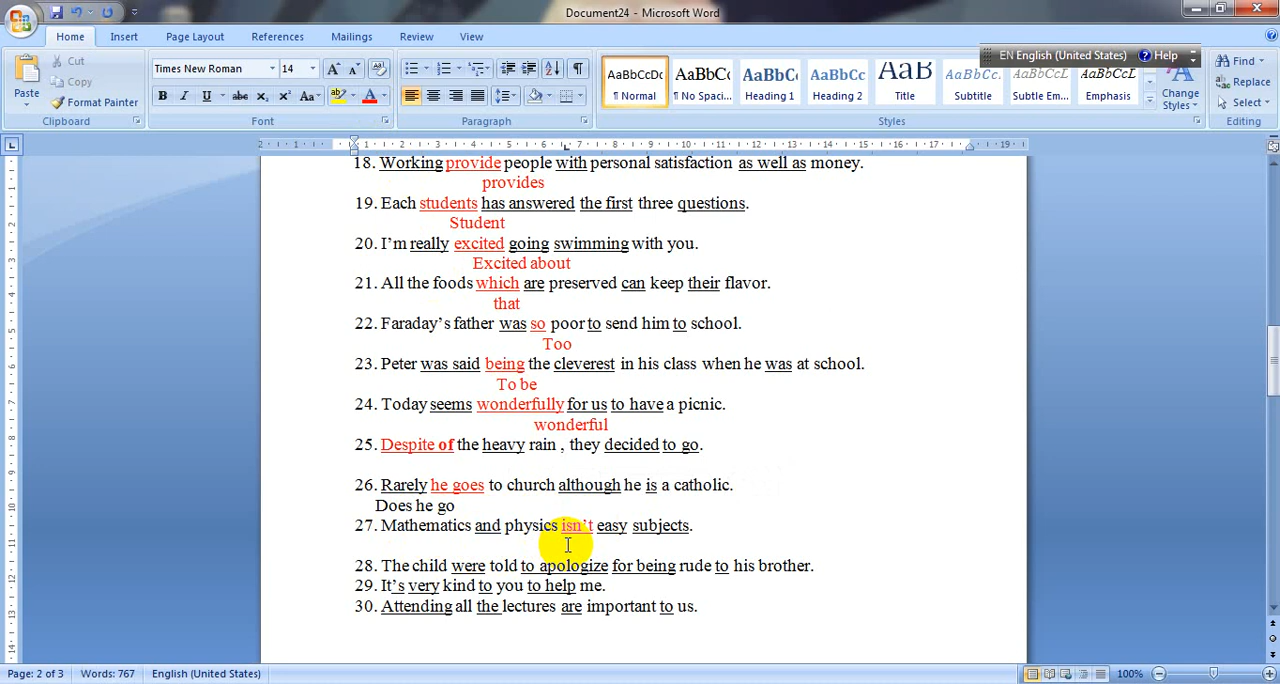 Document24 - Microsoft Word
Home Insert Page Layout References Mailings Review View
EN English (United States) Help
Paste
Cut
Copy
Format Painter
Clipboard
Times New Roman 14
Font
Paragraph
AaBbCcDc AaBbCcDc AaBbCc AaBbCc AaB AaBbCc. AaBbCcDc AaBbCcL
¶ Normal ¶ No Spaci... Heading 1 Heading 2 Title Subtitle Subtle Em... Emphasis
Change Styles
Styles
Find
Replace
Select
Editing
18. Working provide people with personal satisfaction as well as money.
provides
19. Each students has answered the first three questions.
Student
20. I'm really excited going swimming with you.
Excited about
21. All the foods which are preserved can keep their flavor.
that
22. Faraday's father was so poor to send him to school.
Too
23. Peter was said being the cleverest in his class when he was at school.
To be
24. Today seems wonderfully for us to have a picnic.
wonderful
25. Despite of the heavy rain , they decided to go.
26. Rarely he goes to church although he is a catholic.
Does he go
27. Mathematics and physics isn't easy subjects.
28. The child were told to apologize for being rude to his brother.
29. It's very kind to you to help me.
30. Attending all the lectures are important to us.
Page: 2 of 3 Words: 767 English (United States) 100%